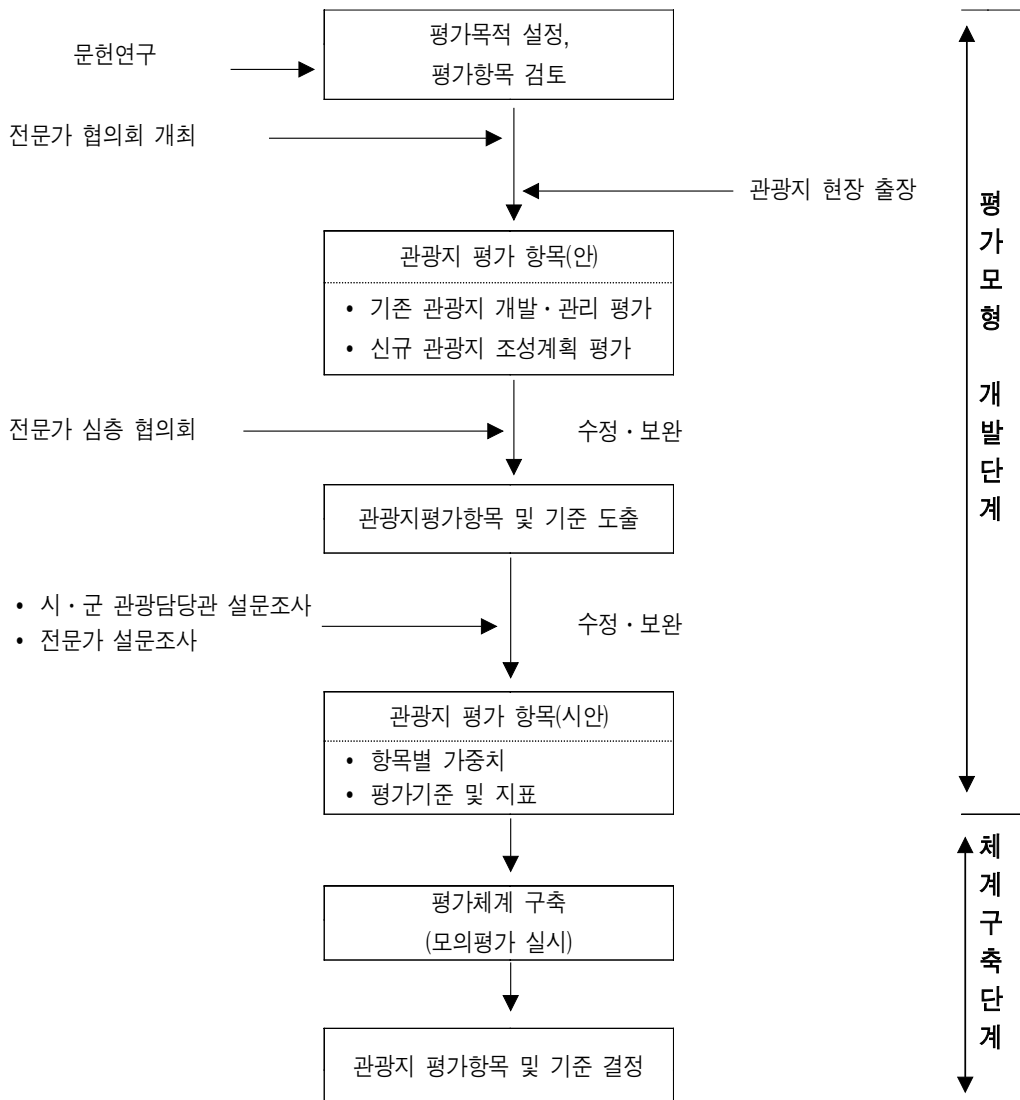 평가목적 설정,
평가항목 검토
문헌연구
전문가 협의회 개최
관광지 현장 출장
관광지 평가 항목(안)
• 기존 관광지 개발·관리 평가
• 신규 관광지 조성계획 평가
전문가 심층 협의회
수정·보완
관광지평가항목 및 기준 도출
• 시·군 관광담당관 설문조사
• 전문가 설문조사
수정·보완
관광지 평가 항목(시안)
• 항목별 가중치
• 평가기준 및 지표
평가체계 구축
(모의평가 실시)
관광지 평가항목 및 기준 결정
평가모형 개발단계
체계구축단계